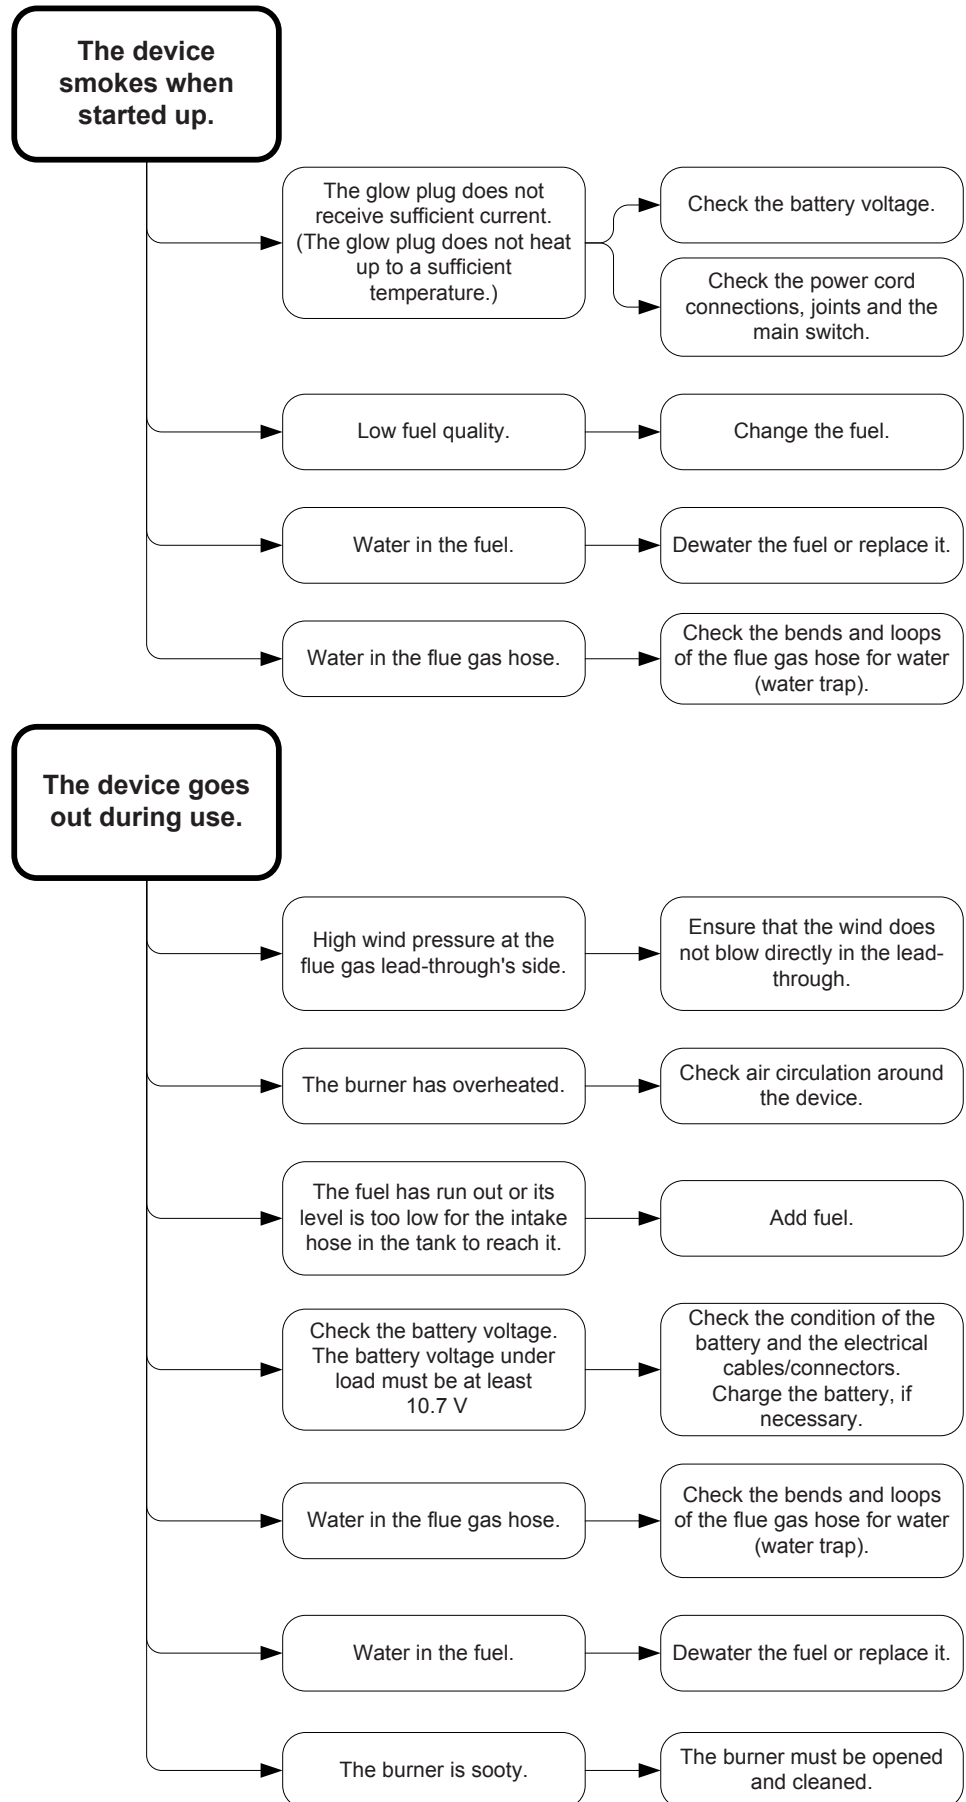 The device
smokes when
started up.
The glow plug does not
receive sufficient current.
(The glow plug does not heat
up to a sufficient
temperature.)
Check the battery voltage.
Check the power cord
connections, joints and the
main switch.
Low fuel quality.
Change the fuel.
Water in the fuel.
Dewater the fuel or replace it.
Water in the flue gas hose.
Check the bends and loops
of the flue gas hose for water
(water trap).
The device goes
out during use.
High wind pressure at the
flue gas lead-through's side.
Ensure that the wind does
not blow directly in the lead-
through.
The burner has overheated.
Check air circulation around
the device.
The fuel has run out or its
level is too low for the intake
hose in the tank to reach it.
Add fuel.
Check the battery voltage.
The battery voltage under
load must be at least
10.7 V
Check the condition of the
battery and the electrical
cables/connectors.
Charge the battery, if
necessary.
Water in the flue gas hose.
Check the bends and loops
of the flue gas hose for water
(water trap).
Water in the fuel.
Dewater the fuel or replace it.
The burner is sooty.
The burner must be opened
and cleaned.